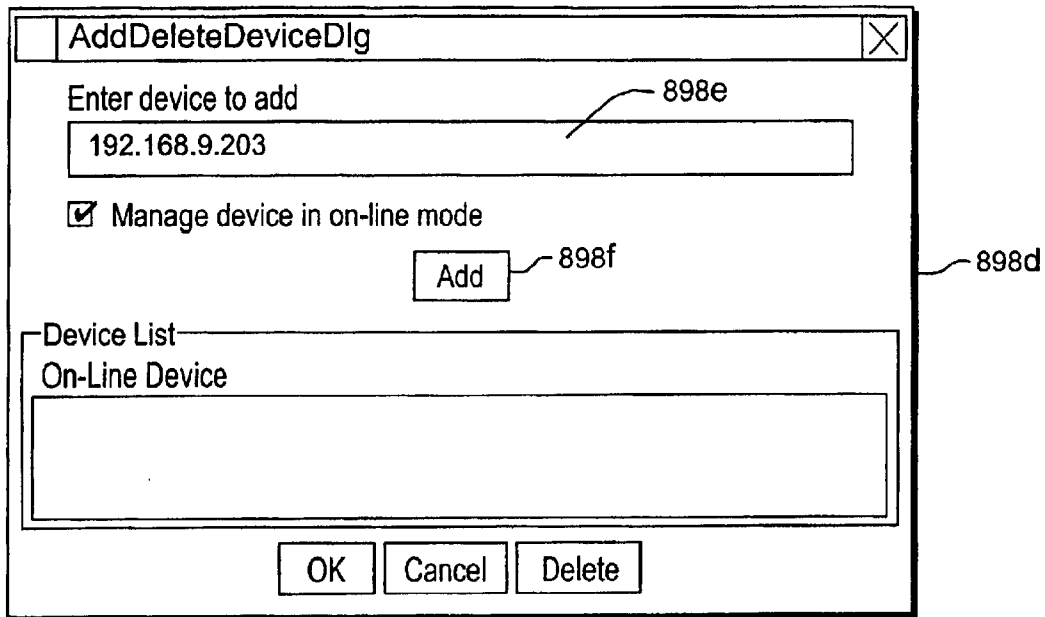 AddDeleteDeviceDlg
Enter device to add
898e
192.168.9.203
Manage device in on-line mode
Add
898f
898d
Device List
On-Line Device
OK
Cancel
Delete